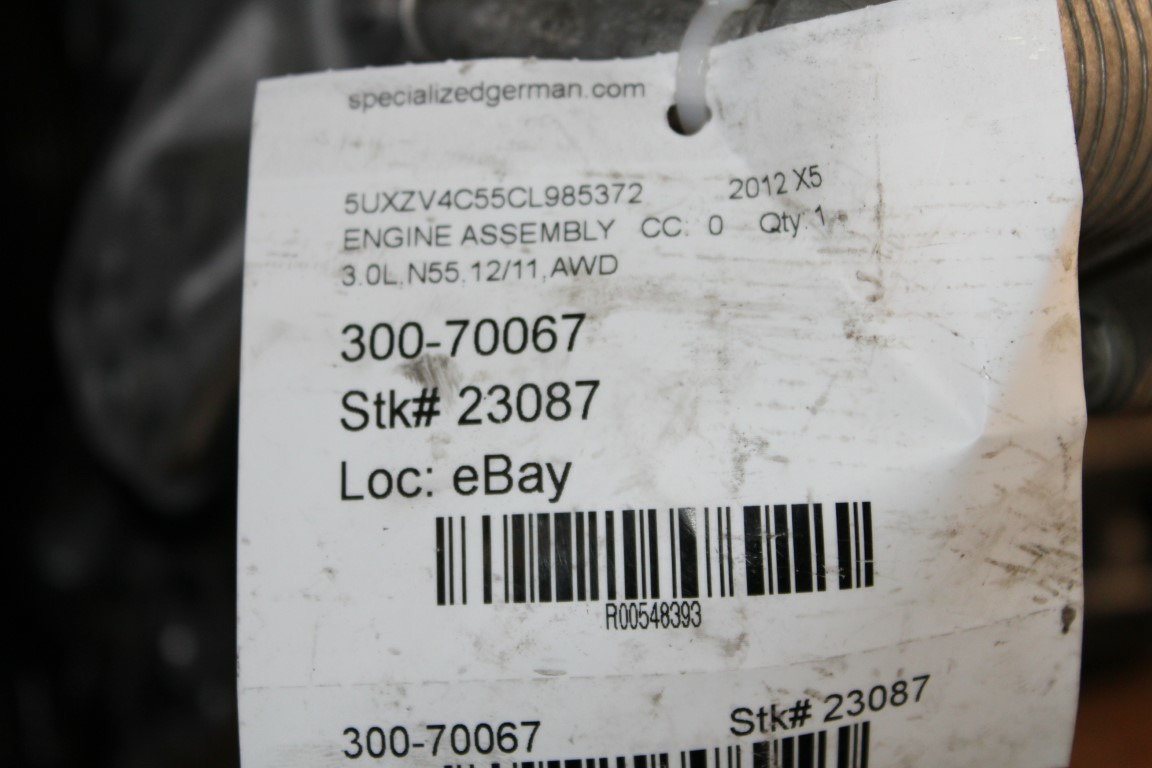 specializedgerman.com
5UXZV4C55CL985372 2012 X5
ENGINE ASSEMBLY CC: 0 Qty: 1
3.0L,N55,12/11,AWD
300-70067
Stk# 23087
Loc: eBay
R00548393
300-70067 Stk# 23087